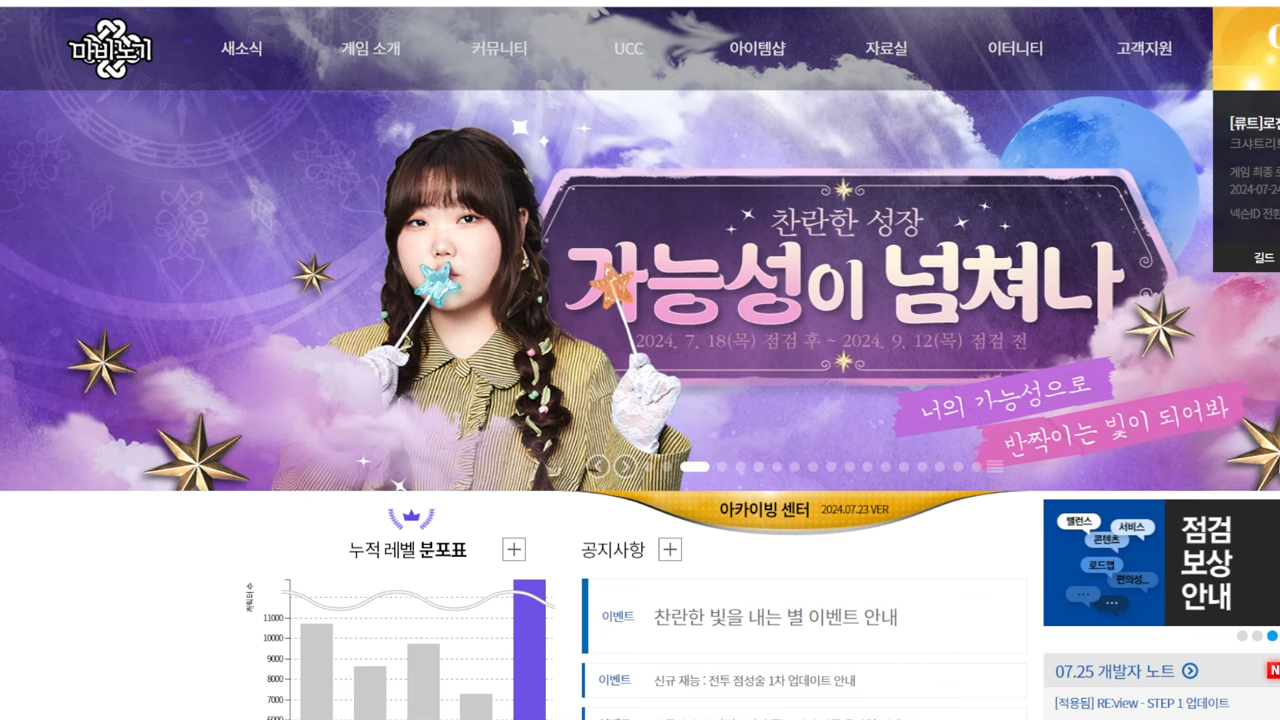 마비노기
새소식
게임 소개
커뮤니티
UCC
아이템샵
자료실
이터니티
고객지원
[류트]
크샤트리
게임 최종
2024-07-24
넥슨ID 전환
길드
찬란한 성장
가능성이 넘쳐나
2024. 7. 18(목) 점검 후 ~ 2024. 9. 12(목) 점검 전
너의 가능성으로
반짝이는 빛이 되어봐
아카이빙 센터 2024.07.23 VER
누적 레벨 분포표
캐릭터 수
11000
10000
9000
8000
7000
6000
공지사항
이벤트 찬란한 빛을 내는 별 이벤트 안내
이벤트 신규 재능 : 전투 점성술 1차 업데이트 안내
밸런스
서비스
콘텐츠
로드맵
편의성...
...
...
점검
보상
안내
07.25 개발자 노트
N
[적용됨] RE:view - STEP 1 업데이트